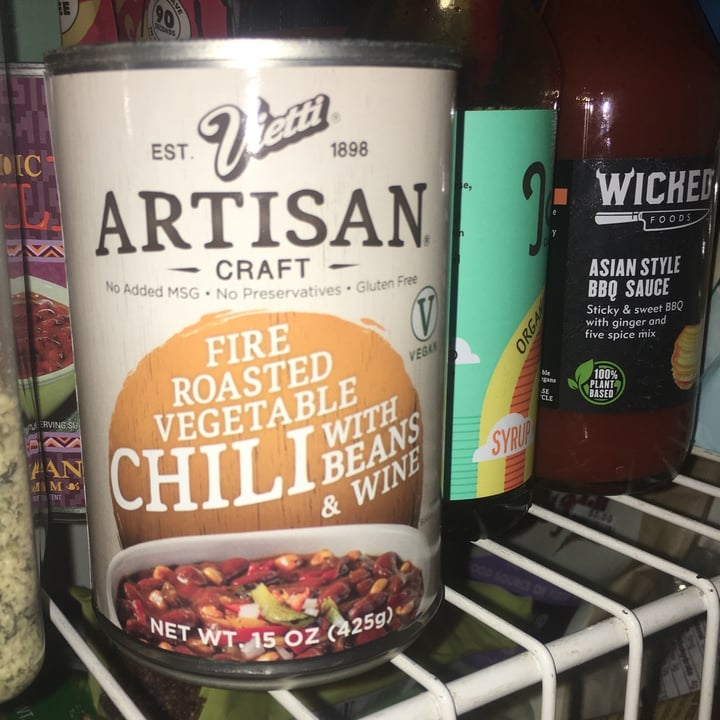 90
SECONDS
Vietti®
EST. 1898
ARTISAN®
CRAFT
No Added MSG • No Preservatives • Gluten Free
V
VEGAN
FIRE
ROASTED
VEGETABLE
CHILI WITH
BEANS
& WINE
NET WT. 15 OZ (425g)
SYRUP
WICKED
FOODS
ASIAN STYLE
BBQ SAUCE
Sticky & sweet BBQ
with ginger and
five spice mix
100%
PLANT
BASED